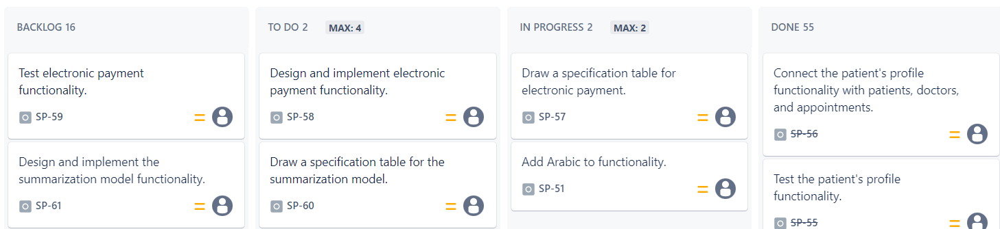 BACKLOG 16
Test electronic payment
functionality.
SP-59
Design and implement the
summarization model functionality.
SP-61
TO DO 2 MAX: 4
Design and implement electronic
payment functionality.
SP-58
Draw a specification table for the
summarization model.
SP-60
IN PROGRESS 2 MAX: 2
Draw a specification table for
electronic payment.
SP-57
Add Arabic to functionality.
SP-51
DONE 55
Connect the patient's profile
functionality with patients, doctors,
and appointments.
SP-56
Test the patient's profile
functionality.
SP-55